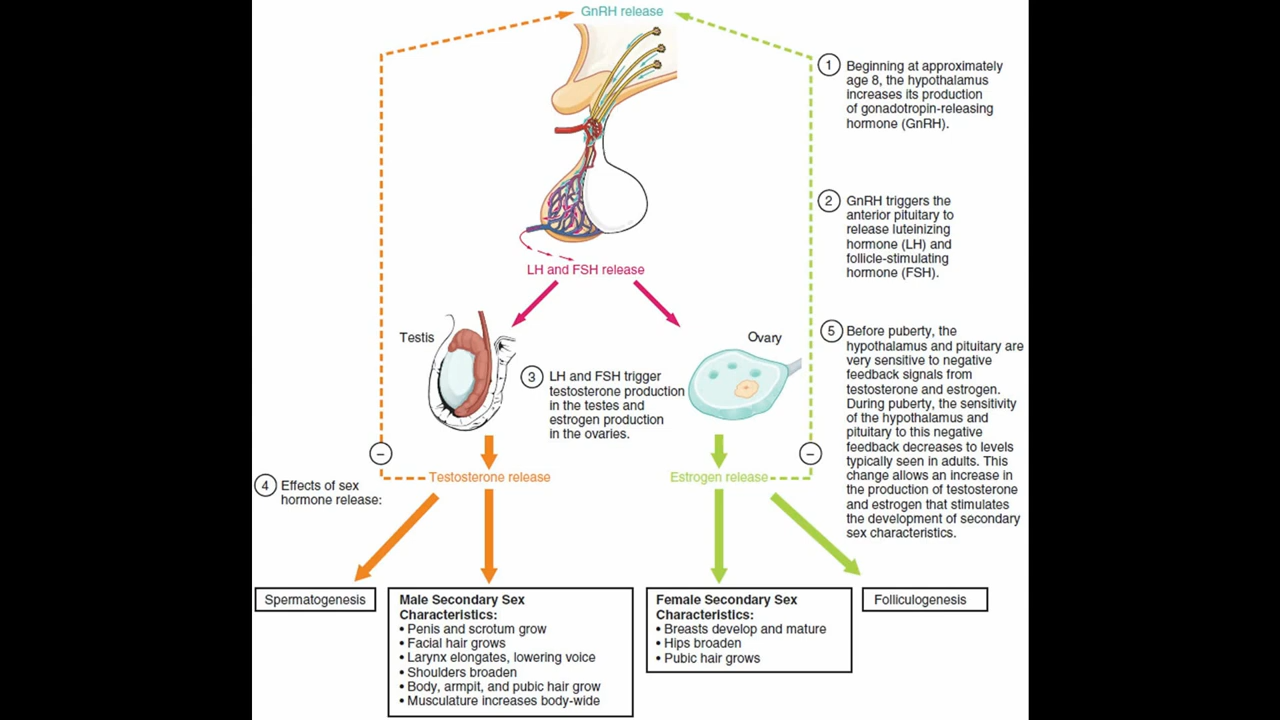 GnRH release
1
Beginning at approximately
age 8, the hypothalamus
increases its production
of gonadotropin-releasing
hormone (GnRH).
2
GnRH triggers the
anterior pituitary to
release luteinizing
hormone (LH) and
follicle-stimulating
hormone (FSH).
LH and FSH release
Testis
Ovary
3
LH and FSH trigger
testosterone production
in the testes and
estrogen production
in the ovaries.
5
Before puberty, the
hypothalamus and pituitary are
very sensitive to negative
feedback signals from
testosterone and estrogen.
During puberty, the sensitivity
of the hypothalamus and
pituitary to this negative
feedback decreases to levels
typically seen in adults. This
change allows an increase in
the production of testosterone
and estrogen that stimulates
the development of secondary
sex characteristics.
–
–
Testosterone release
Estrogen release
4
Effects of sex
hormone release:
Spermatogenesis
Male Secondary Sex
Characteristics:
• Penis and scrotum grow
• Facial hair grows
• Larynx elongates, lowering voice
• Shoulders broaden
• Body, armpit, and pubic hair grow
• Musculature increases body-wide
Female Secondary Sex
Characteristics:
• Breasts develop and mature
• Hips broaden
• Pubic hair grows
Folliculogenesis